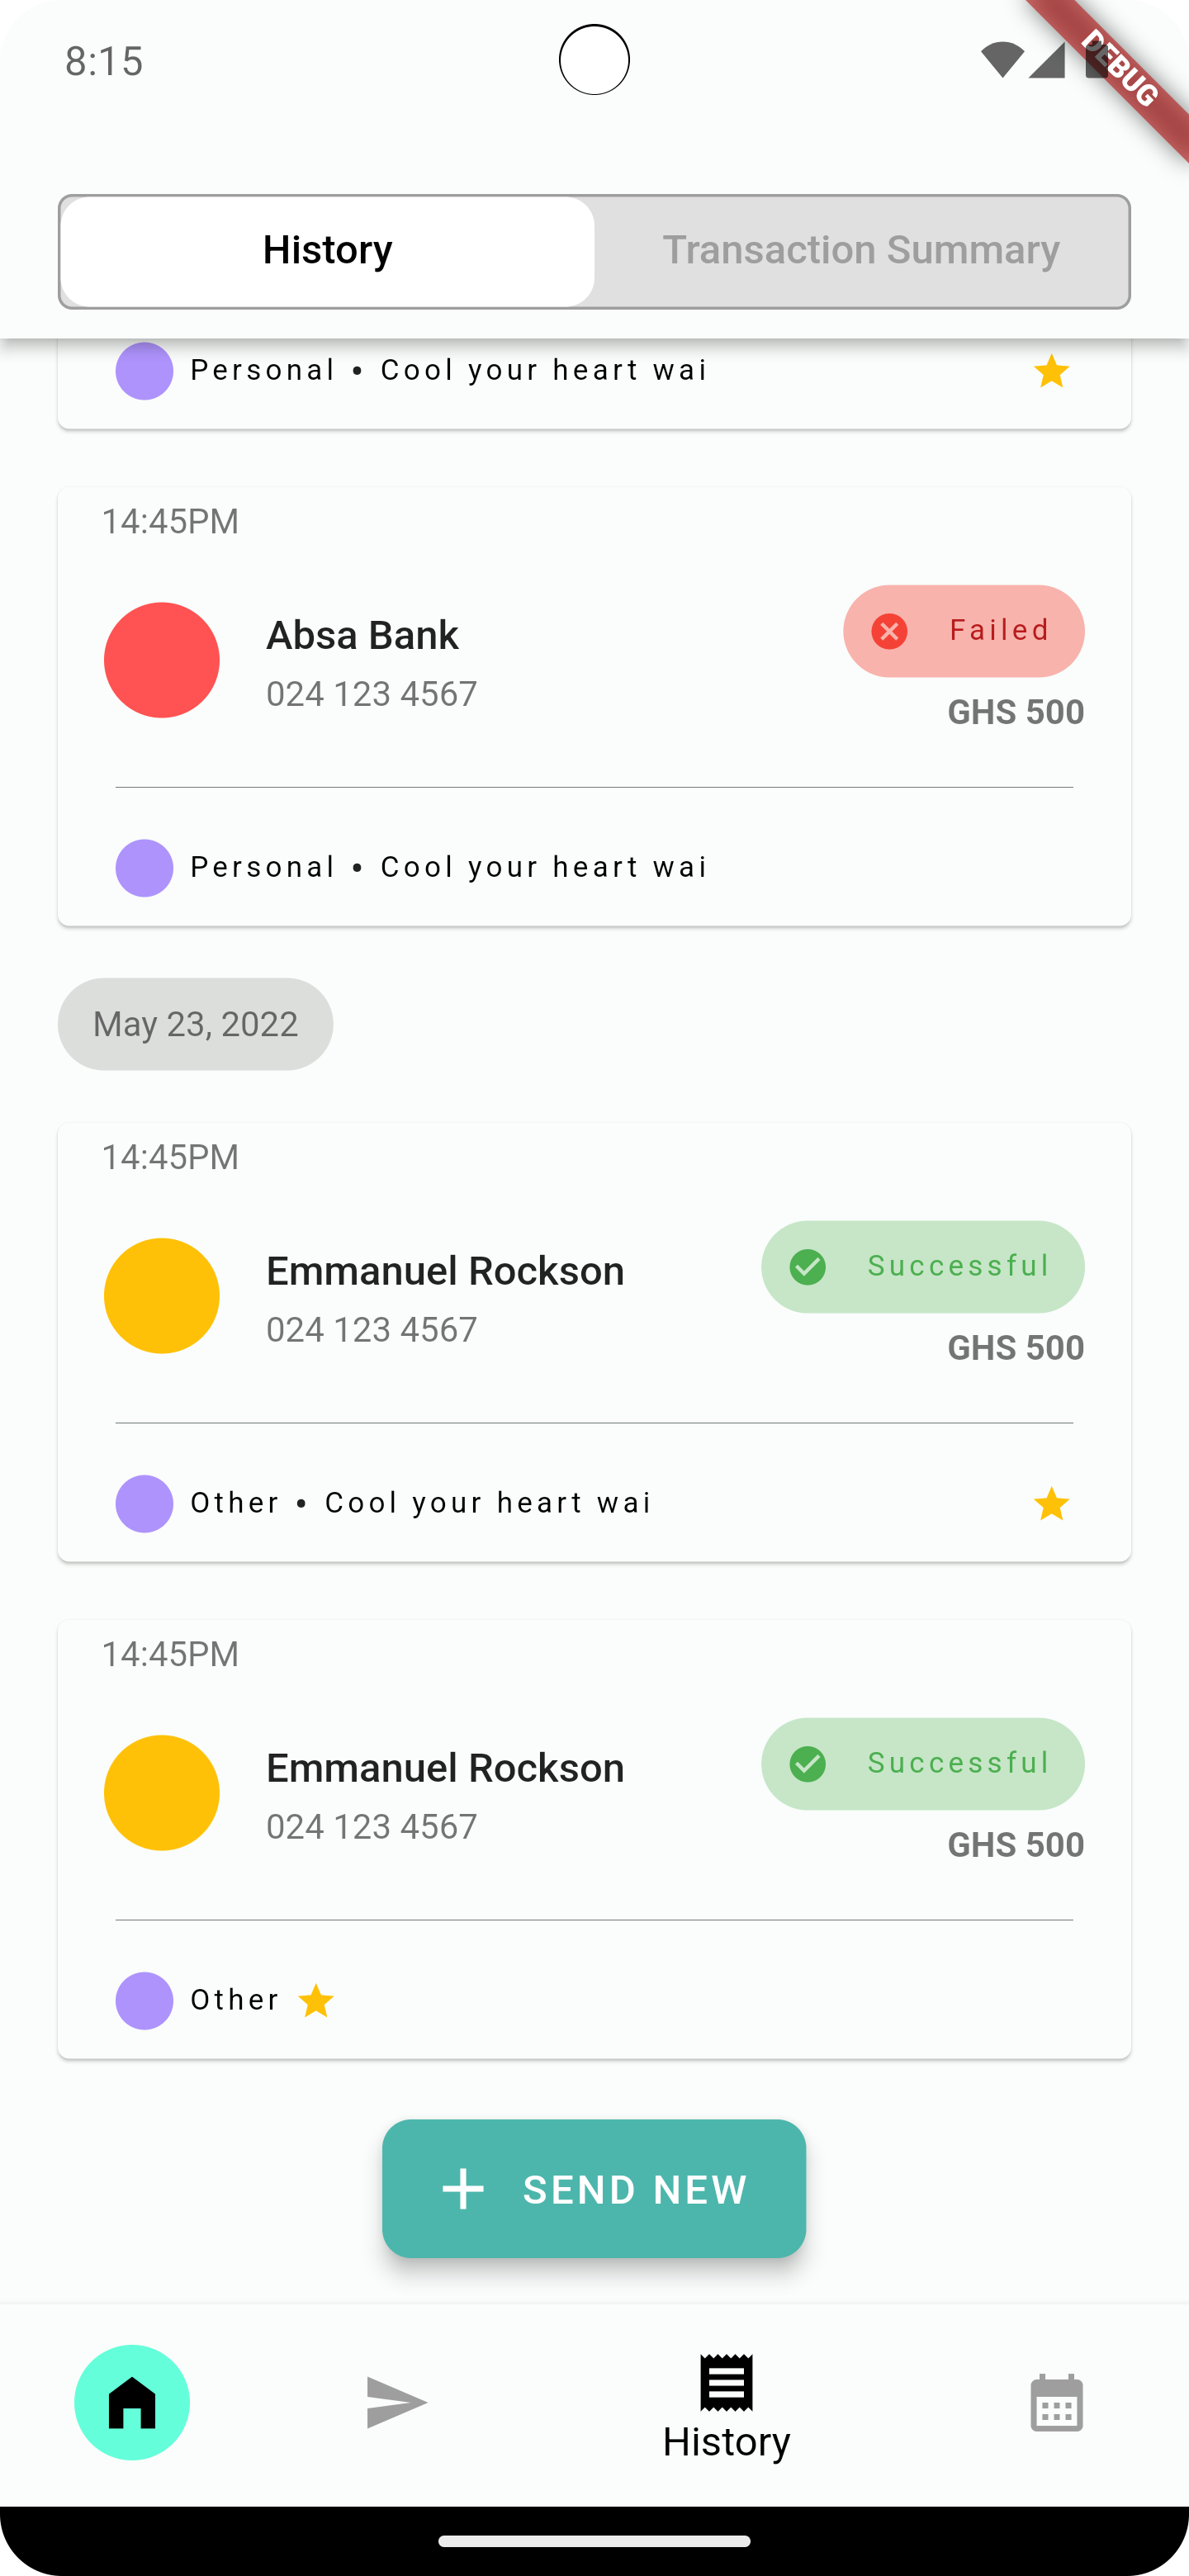 8:15
DEBUG
History
Transaction Summary
Personal • Cool your heart wai
14:45PM
Absa Bank
Failed
024 123 4567
GHS 500
Personal • Cool your heart wai
May 23, 2022
14:45PM
Emmanuel Rockson
Successful
024 123 4567
GHS 500
Other • Cool your heart wai
14:45PM
Emmanuel Rockson
Successful
024 123 4567
GHS 500
Other
SEND NEW
History